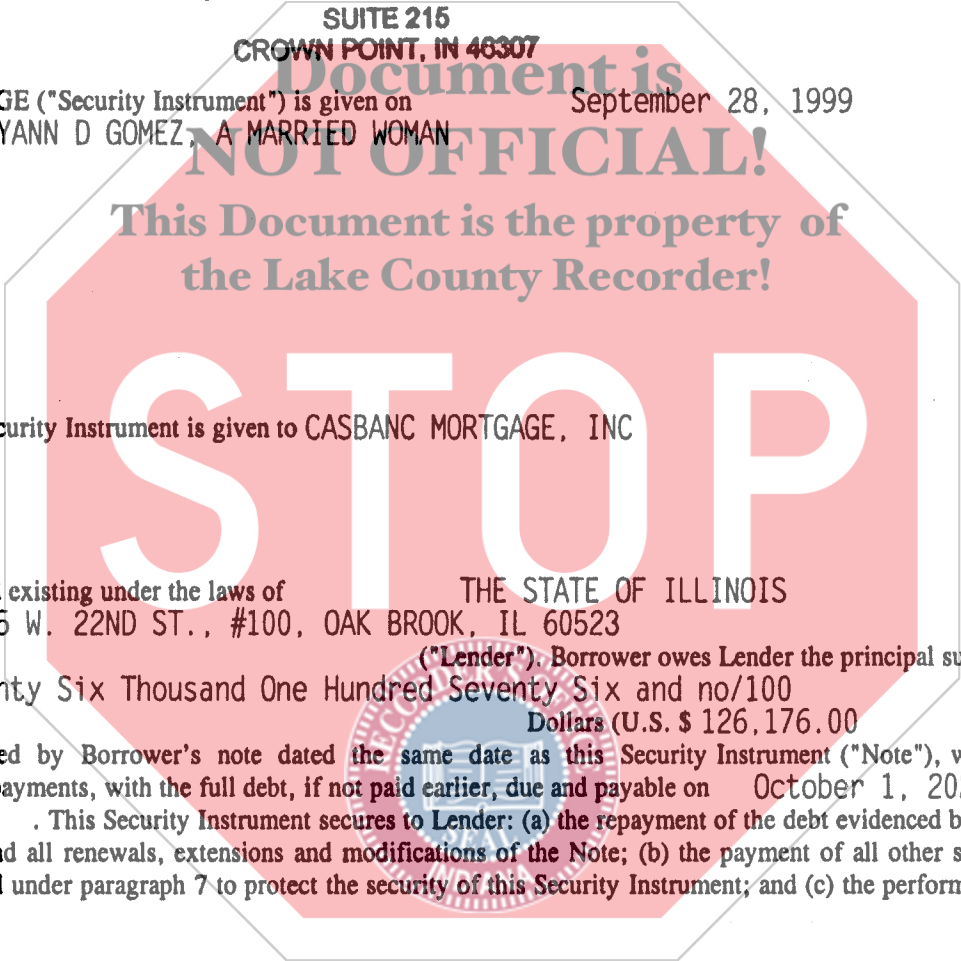 SUITE 215
CROWN POINT, IN 46307
Document is
GE ("Security Instrument") is given on September 28, 1999
YANN D GOMEZ, A MARRIED WOMAN
NOT OFFICIAL!
This Document is the property of
the Lake County Recorder!
STOP
curity Instrument is given to CASBANC MORTGAGE, INC
existing under the laws of THE STATE OF ILLINOIS
W. 22ND ST., #100, OAK BROOK, IL 60523
("Lender"). Borrower owes Lender the principal su
nty Six Thousand One Hundred Seventy Six and no/100
Dollars (U.S. $ 126,176.00
ed by Borrower's note dated the same date as this Security Instrument ("Note"), w
ayments, with the full debt, if not paid earlier, due and payable on October 1, 20
. This Security Instrument secures to Lender: (a) the repayment of the debt evidenced b
d all renewals, extensions and modifications of the Note; (b) the payment of all other s
under paragraph 7 to protect the security of this Security Instrument; and (c) the perform
RECORDER'S OFFICE
SEAL
INDIANA